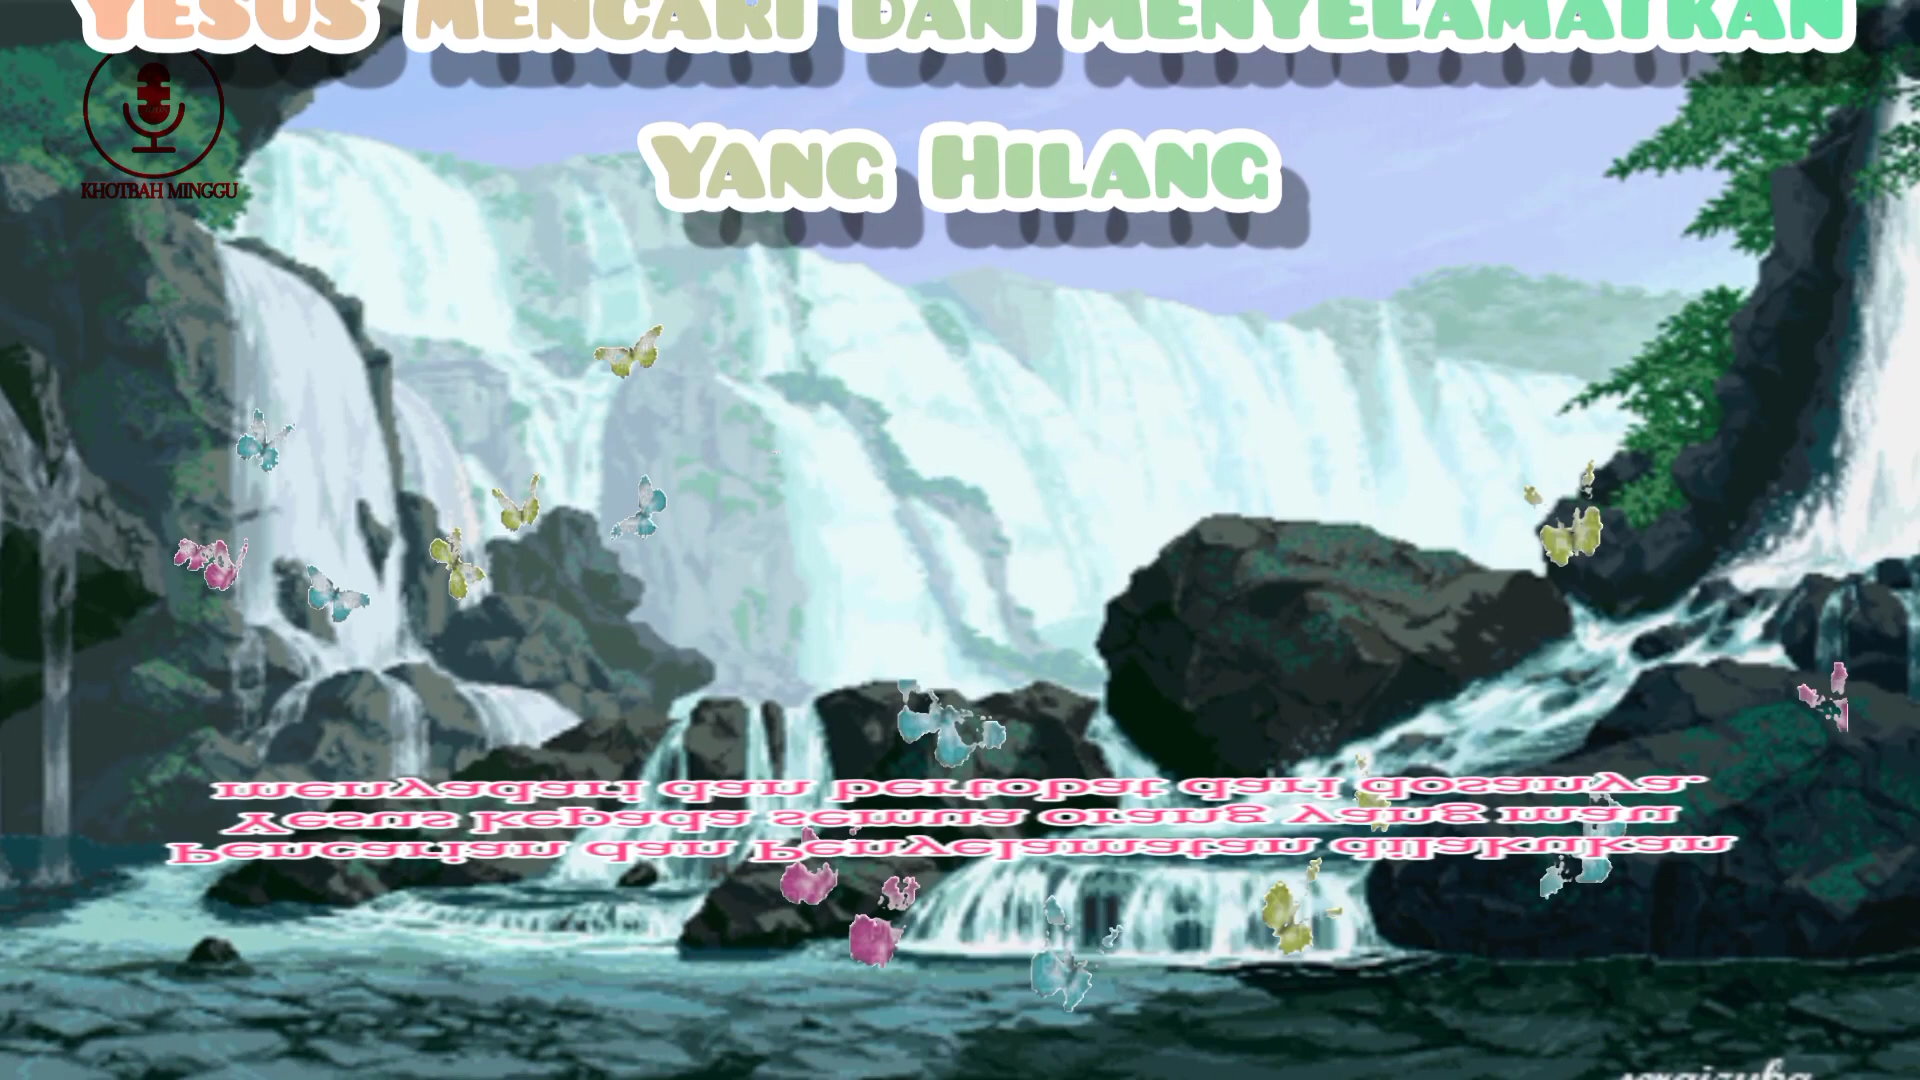 Yesus mencari dan menyelamatkan
Yang Hilang
KHOTBAH MINGGU
Pencarian dan Penyelamatan dilakukan
Yesus kepada semua orang yang mau
menyadari dan bertobat dari dosanya.